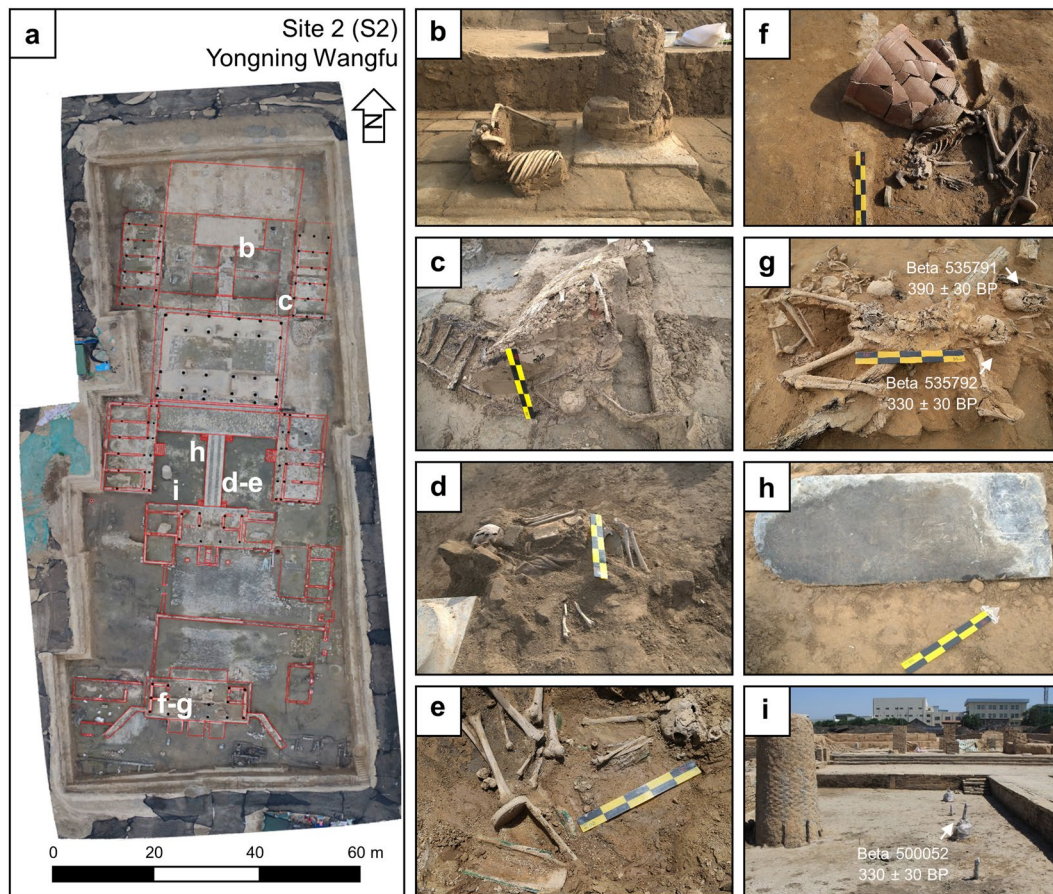 a
Site 2 (S2)
Yongning Wangfu
N
b
c
h
d-e
i
f-g
0 20 40 60 m
b
c
d
e
f
g
Beta 535791
390 ± 30 BP
Beta 535792
330 ± 30 BP
h
i
Beta 500052
330 ± 30 BP